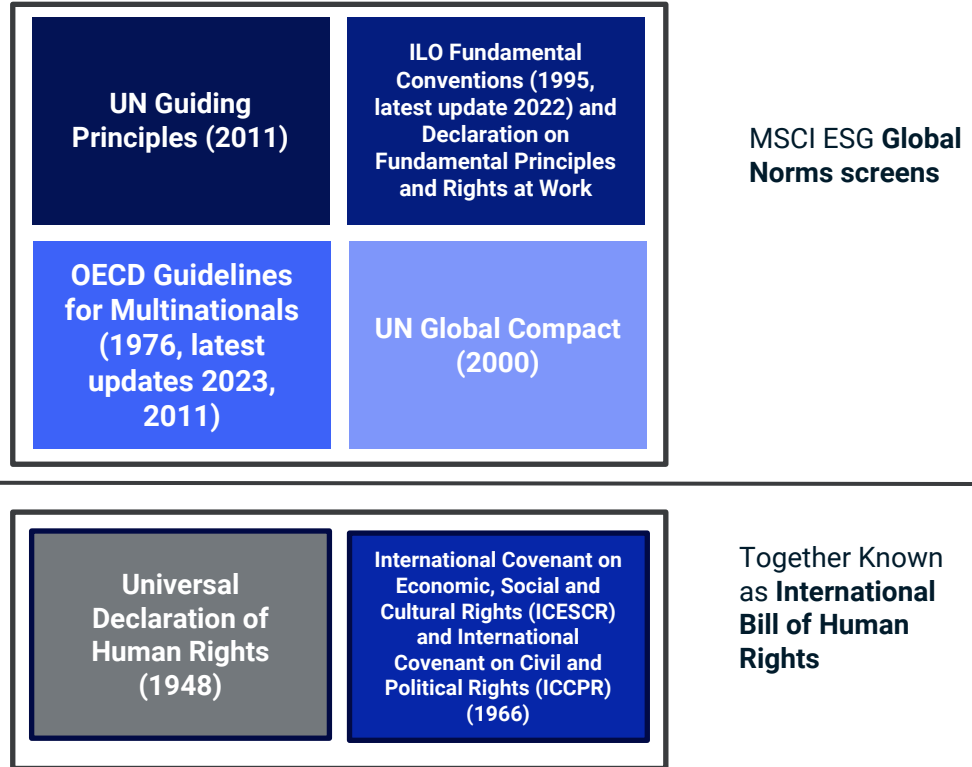 UN Guiding
Principles (2011)
ILO Fundamental
Conventions (1995,
latest update 2022) and
Declaration on
Fundamental Principles
and Rights at Work
MSCI ESG Global
Norms screens
OECD Guidelines
for Multinationals
(1976, latest
updates 2023,
2011)
UN Global Compact
(2000)
Universal
Declaration of
Human Rights
(1948)
International Covenant on
Economic, Social and
Cultural Rights (ICESCR)
and International
Covenant on Civil and
Political Rights (ICCPR)
(1966)
Together Known
as International
Bill of Human
Rights